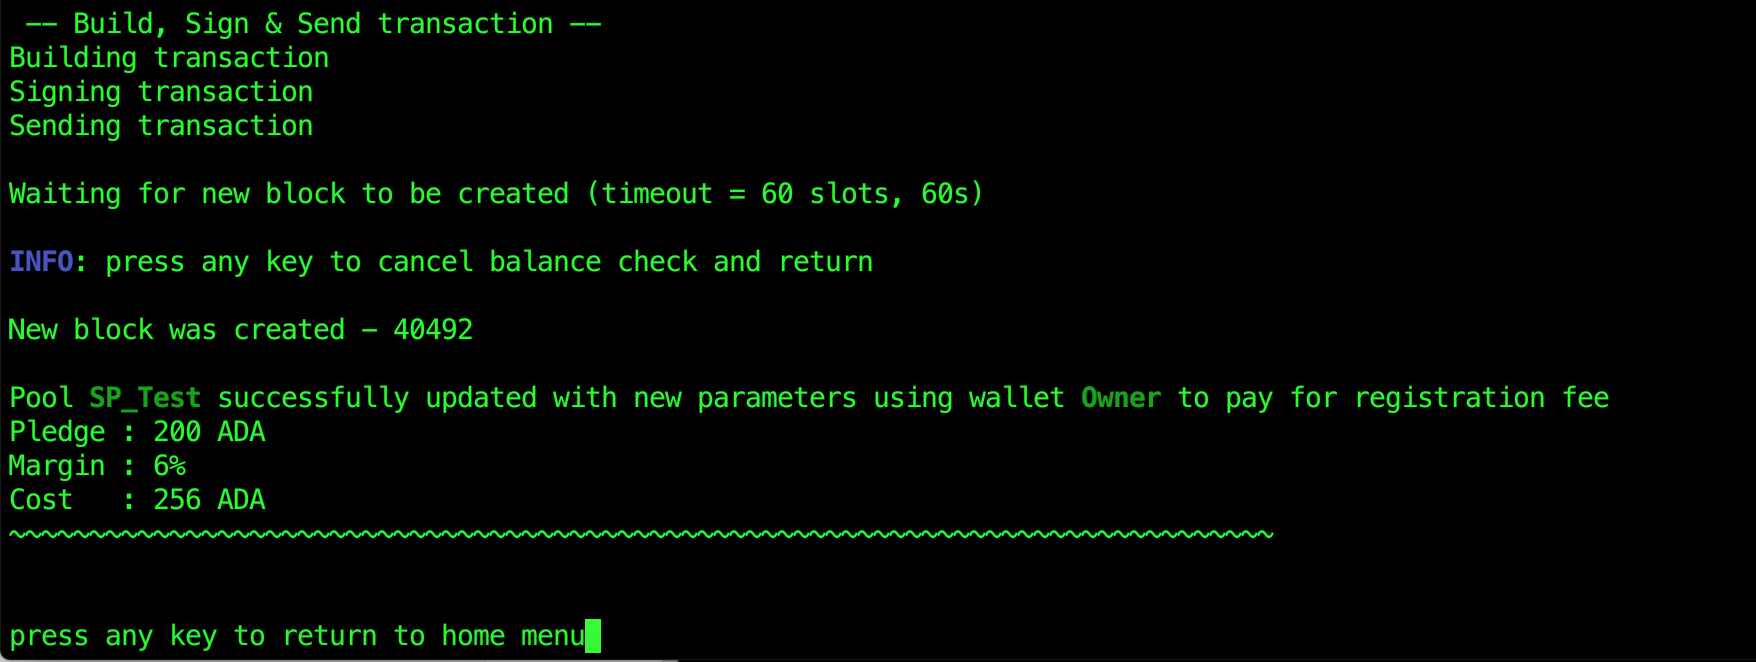 -- Build, Sign & Send transaction --
Building transaction
Signing transaction
Sending transaction
Waiting for new block to be created (timeout = 60 slots, 60s)
INFO: press any key to cancel balance check and return
New block was created - 40492
Pool SP_Test successfully updated with new parameters using wallet Owner to pay for registration fee
Pledge : 200 ADA
Margin : 6%
Cost   : 256 ADA
~~~~~~~~~~~~~~~~~~~~~~~~~~~~~~~~~~~~~~~~~~~~~~~~~~~~~~~~~~~~~~~~~~~~~~~~~~~~~~~
press any key to return to home menu